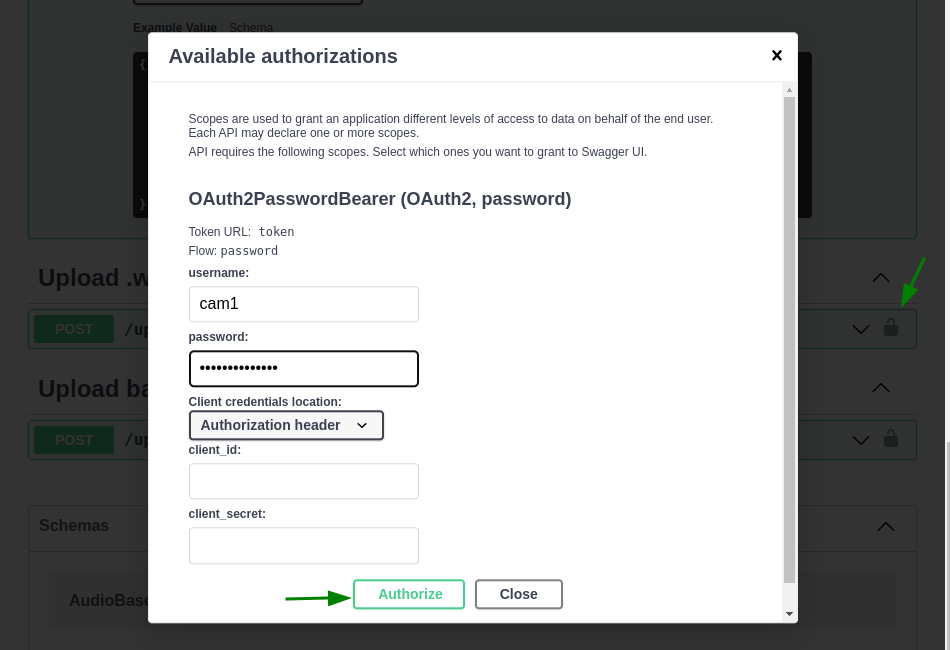 Example Value | Schema
{
}
Available authorizations
Scopes are used to grant an application different levels of access to data on behalf of the end user.
Each API may declare one or more scopes.
API requires the following scopes. Select which ones you want to grant to Swagger UI.
OAuth2PasswordBearer (OAuth2, password)
Token URL: token
Flow: password
username:
cam1
password:
••••••••••••••
Client credentials location:
Authorization header
client_id:
client_secret:
Authorize
Close
Upload .w
POST /up
Upload ba
POST /up
Schemas
AudioBase